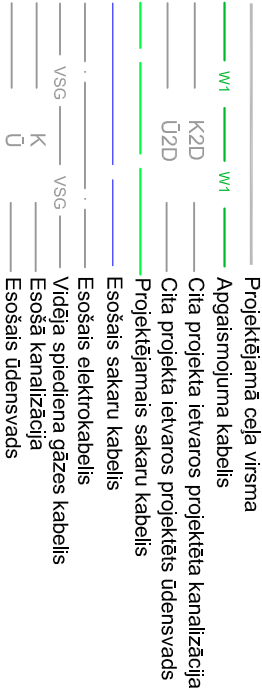 Projektējamā ceļa virsma
W1 W1 Apgaismojuma kabelis
K2D Cita projekta ietvaros projektēta kanalizācija
Ū2D Cita projekta ietvaros projektēts ūdensvads
Projektējamais sakaru kabelis
Esošais sakaru kabelis
Esošais elektrokabelis
VSG VSG Vidēja spiediena gāzes kabelis
K Esošā kanalizācija
Ū Esošais ūdensvads